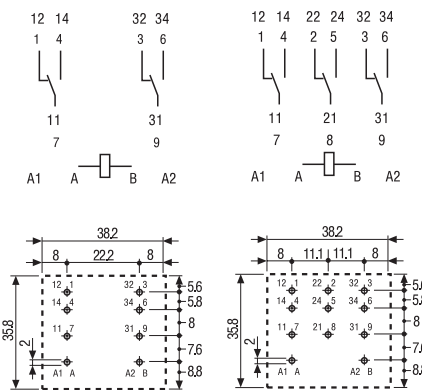 12 14 32 34
1 4 3 6
11 31
7 9
A1 A B A2
12 14 22 24 32 34
1 4 2 5 3 6
11 21 31
7 8 9
A1 A B A2
38.2
8 22.2 8
12 1 32 3
14 4 34 6
11 7 31 9
A1 A A2 B
35.8
2
5.6
5.8
8
7.6
8.8
38.2
8 11.1 11.1 8
12 1 22 2 32 3
14 4 24 5 34 6
11 7 21 8 31 9
A1 A A2 B
35.8
2
8